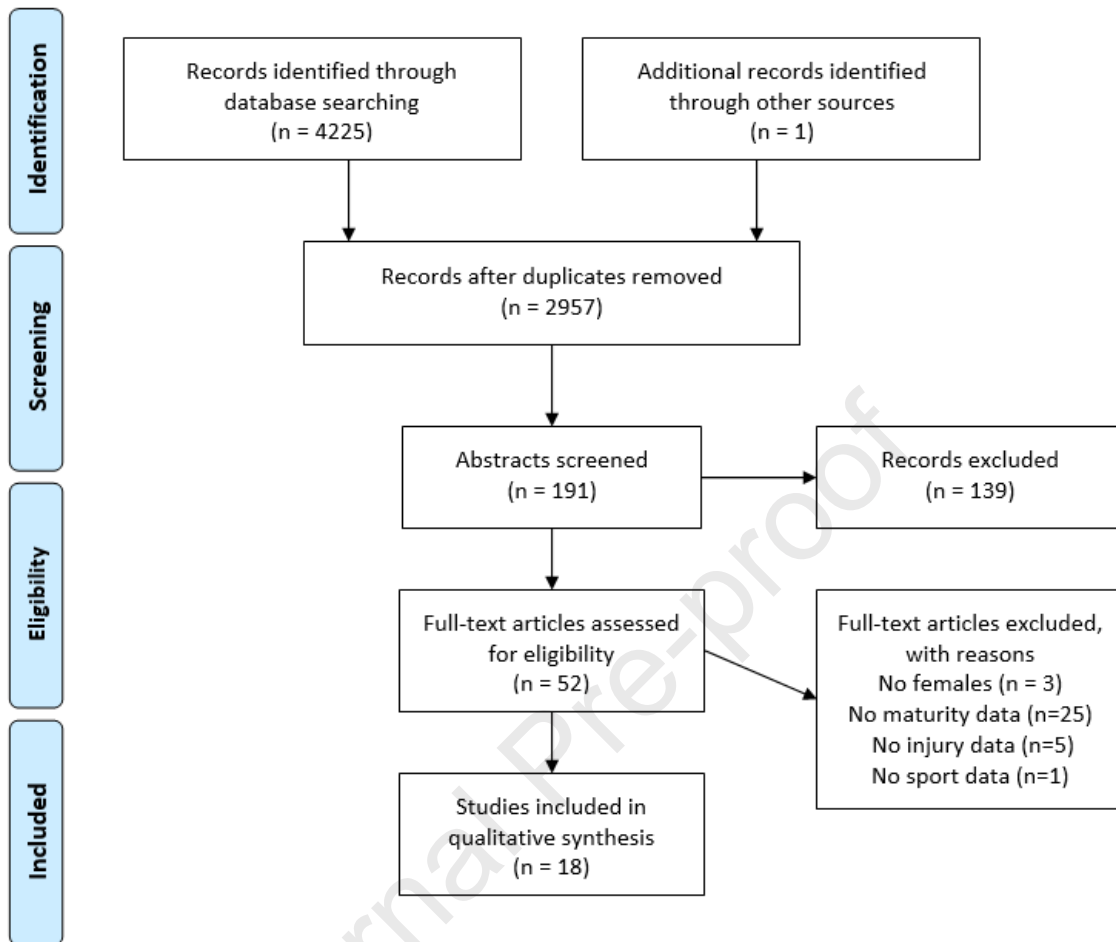 Identification
Records identified through
database searching
(n = 4225)
Additional records identified
through other sources
(n = 1)
Screening
Records after duplicates removed
(n = 2957)
Abstracts screened
(n = 191)
Records excluded
(n = 139)
Eligibility
Full-text articles assessed
for eligibility
(n = 52)
Full-text articles excluded,
with reasons
No females (n = 3)
No maturity data (n=25)
No injury data (n=5)
No sport data (n=1)
Included
Studies included in
qualitative synthesis
(n = 18)
rnal Pre-proof